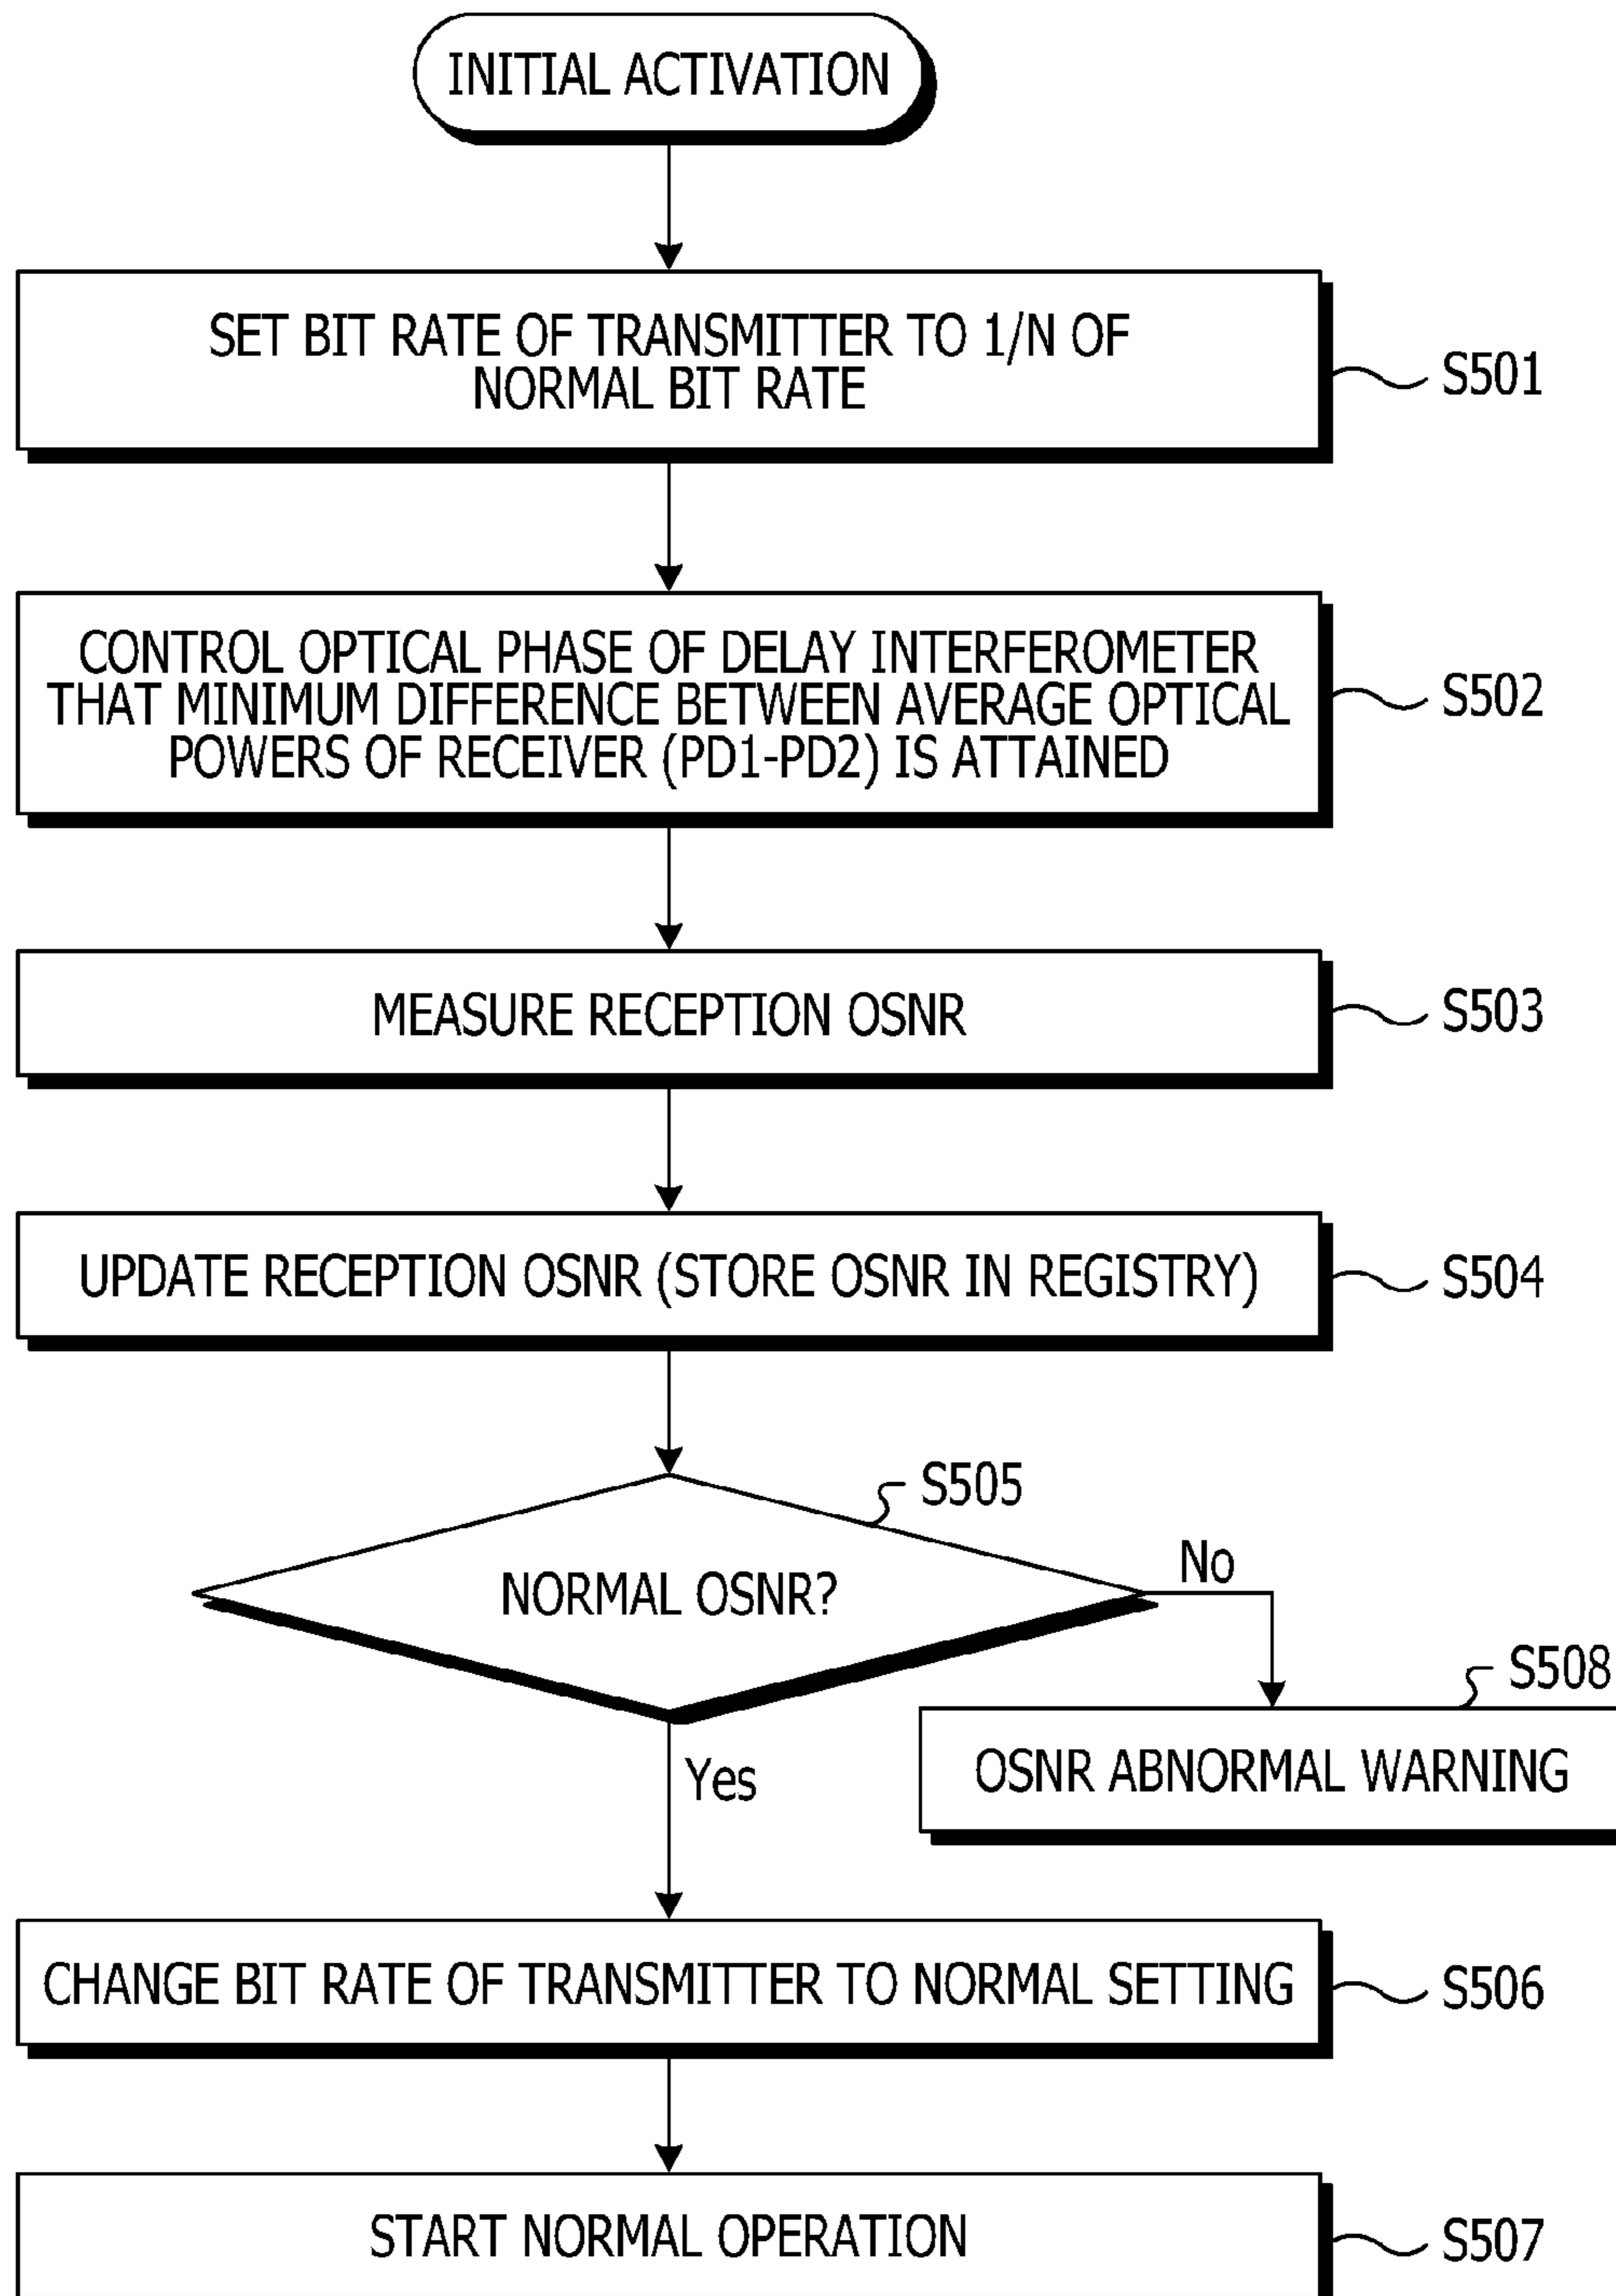 INITIAL ACTIVATION
SET BIT RATE OF TRANSMITTER TO 1/N OF
NORMAL BIT RATE
S501
CONTROL OPTICAL PHASE OF DELAY INTERFEROMETER
THAT MINIMUM DIFFERENCE BETWEEN AVERAGE OPTICAL
POWERS OF RECEIVER (PD1-PD2) IS ATTAINED
S502
MEASURE RECEPTION OSNR
S503
UPDATE RECEPTION OSNR (STORE OSNR IN REGISTRY)
S504
S505
NORMAL OSNR?
No
S508
OSNR ABNORMAL WARNING
Yes
CHANGE BIT RATE OF TRANSMITTER TO NORMAL SETTING
S506
START NORMAL OPERATION
S507